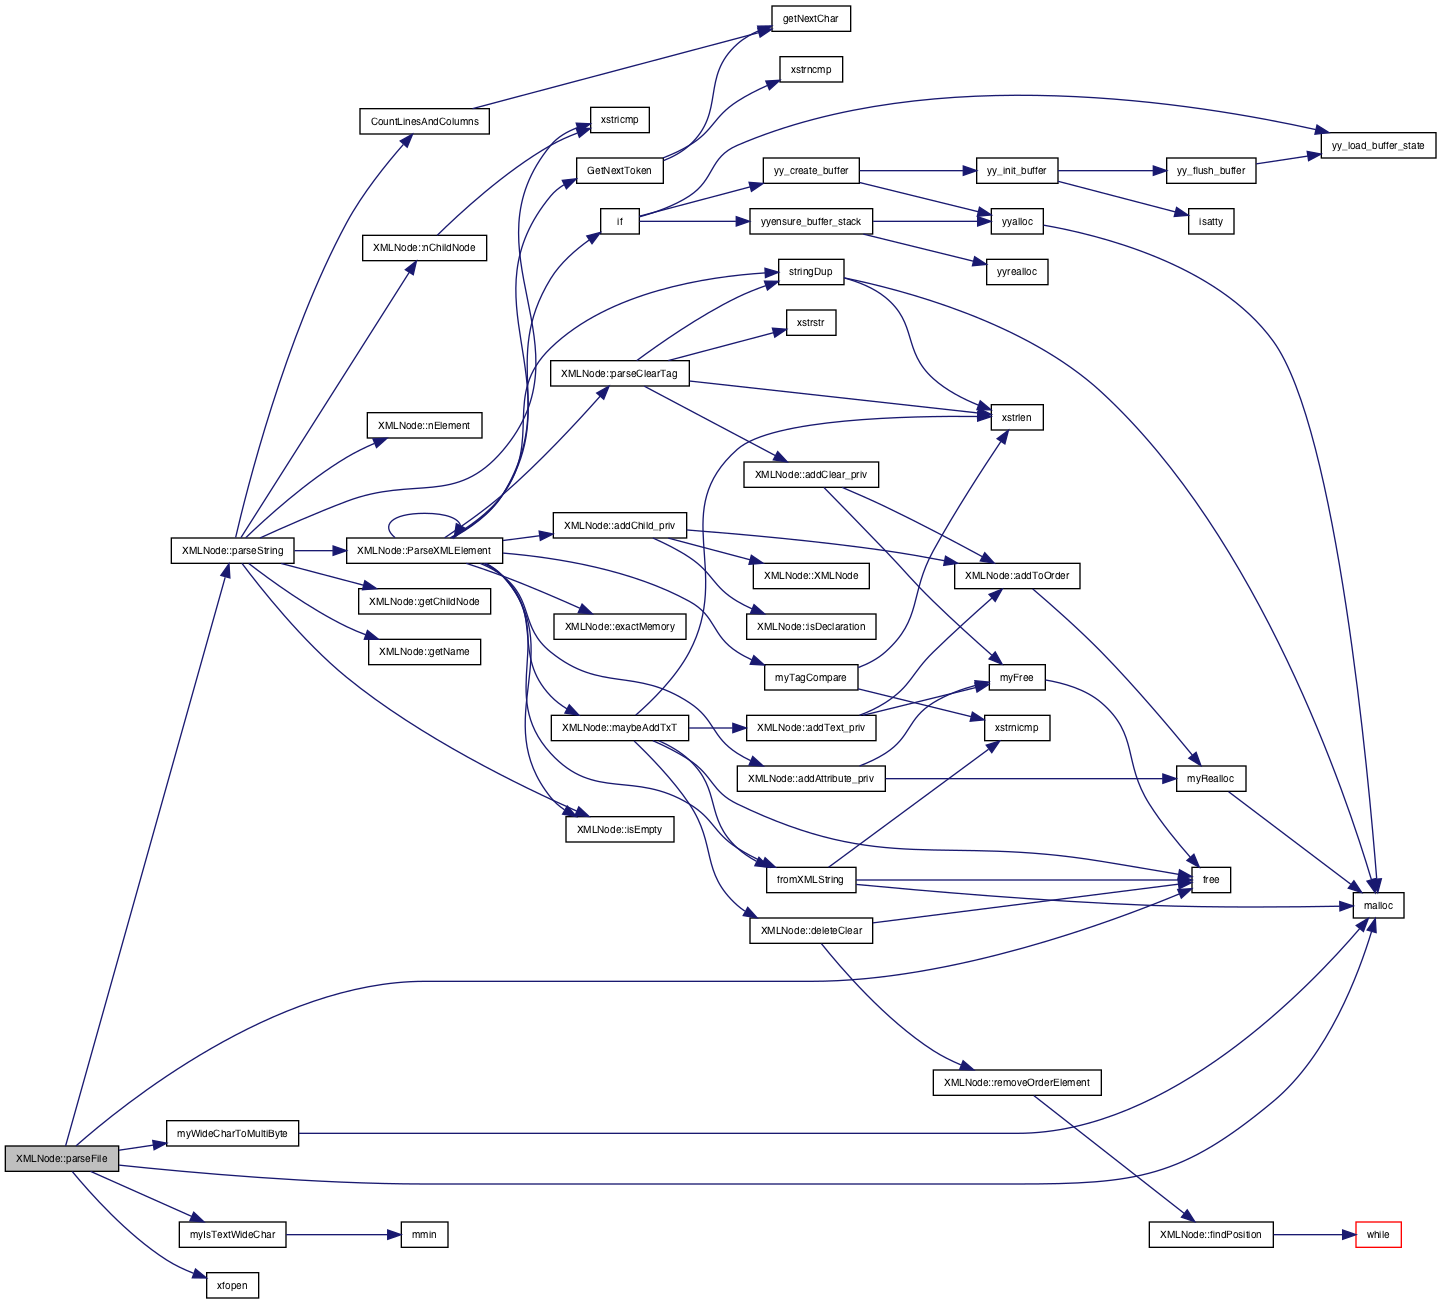 getNextChar
xstrncmp
CountLinesAndColumns
xstricmp
yy_load_buffer_state
GetNextToken
yy_create_buffer
yy_init_buffer
yy_flush_buffer
if
yyensure_buffer_stack
yyalloc
isatty
XMLNode::nChildNode
stringDup
yyrealloc
xstrstr
XMLNode::parseClearTag
XMLNode::nElement
xstrlen
XMLNode::addClear_priv
XMLNode::addChild_priv
XMLNode::parseString
XMLNode::ParseXMLElement
XMLNode::XMLNode
XMLNode::addToOrder
XMLNode::getChildNode
XMLNode::exactMemory
XMLNode::isDeclaration
XMLNode::getName
myTagCompare
myFree
XMLNode::maybeAddTxT
XMLNode::addText_priv
xstrnicmp
XMLNode::addAttribute_priv
myRealloc
XMLNode::isEmpty
fromXMLString
free
malloc
XMLNode::deleteClear
XMLNode::removeOrderElement
myWideCharToMultiByte
XMLNode::parseFile
myIsTextWideChar
mmin
XMLNode::findPosition
while
xfopen